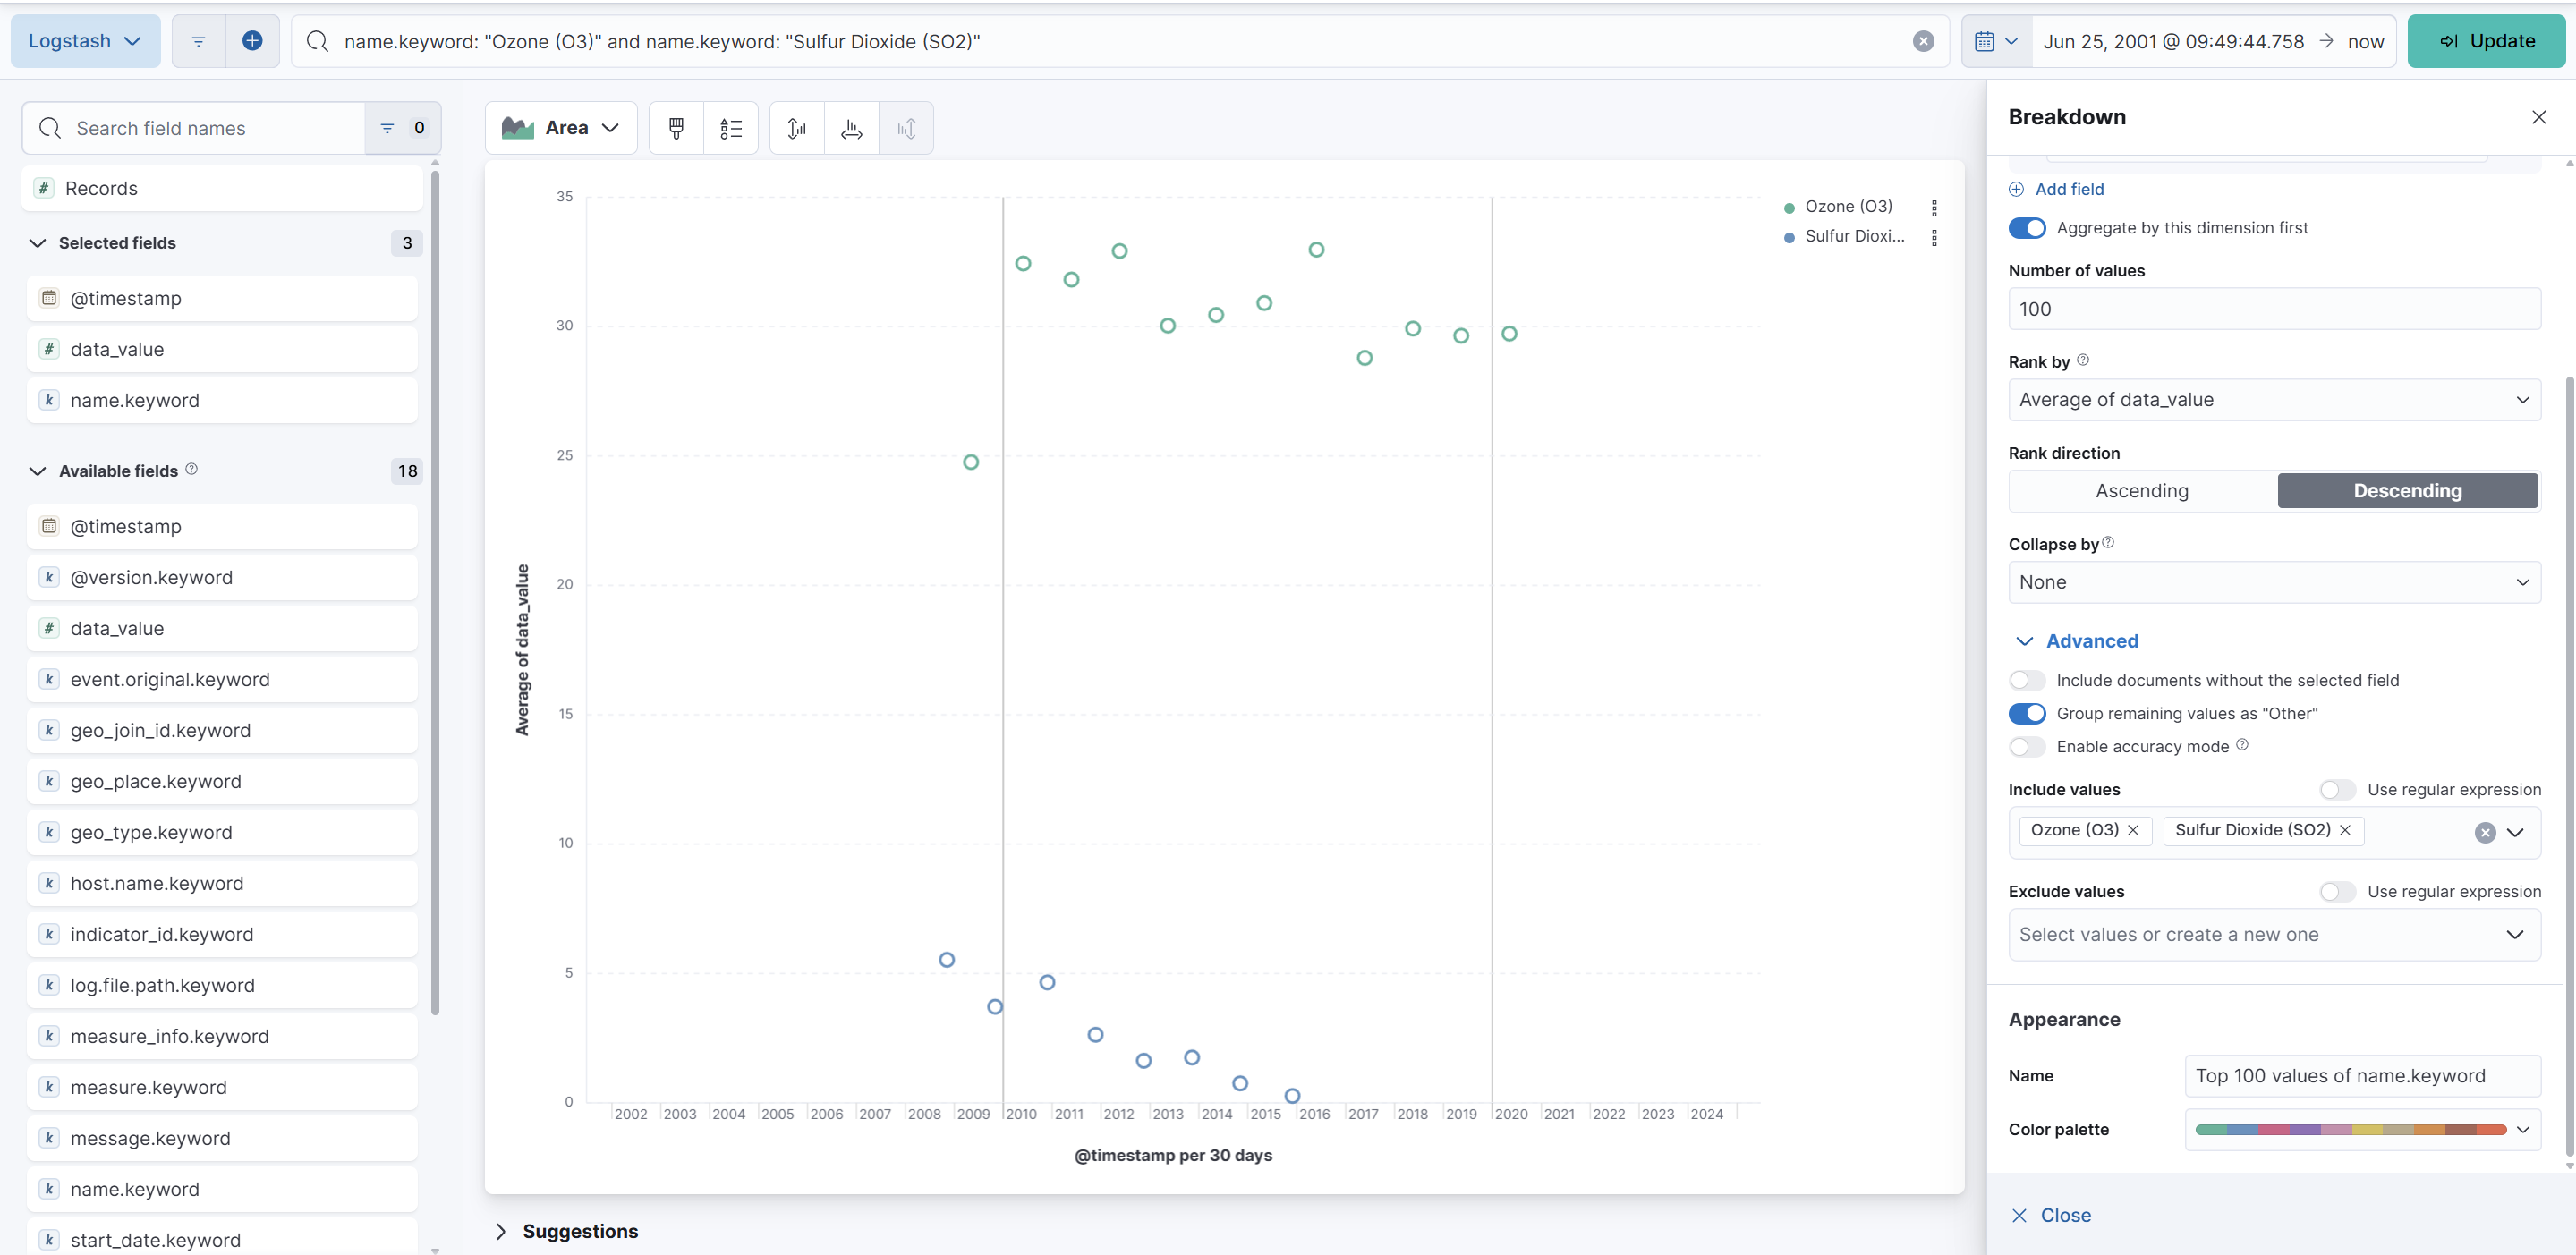 Logstash
name.keyword: "Ozone (O3)" and name.keyword: "Sulfur Dioxide (SO2)"
Jun 25, 2001 @ 09:49:44.758 → now
Update
Search field names
0
Records
Selected fields 3
@timestamp
data_value
name.keyword
Available fields 18
@timestamp
@version.keyword
data_value
event.original.keyword
geo_join_id.keyword
geo_place.keyword
geo_type.keyword
host.name.keyword
indicator_id.keyword
log.file.path.keyword
measure_info.keyword
measure.keyword
message.keyword
name.keyword
start_date.keyword
Area
35
30
25
20
15
10
5
0
Average of data_value
2002 2003 2004 2005 2006 2007 2008 2009 2010 2011 2012 2013 2014 2015 2016 2017 2018 2019 2020 2021 2022 2023 2024
@timestamp per 30 days
Ozone (O3)
Sulfur Dioxi...
Suggestions
Breakdown
Add field
Aggregate by this dimension first
Number of values
100
Rank by
Average of data_value
Rank direction
Ascending Descending
Collapse by
None
Advanced
Include documents without the selected field
Group remaining values as "Other"
Enable accuracy mode
Include values Use regular expression
Ozone (O3) Sulfur Dioxide (SO2)
Exclude values Use regular expression
Select values or create a new one
Appearance
Name Top 100 values of name.keyword
Color palette
Close